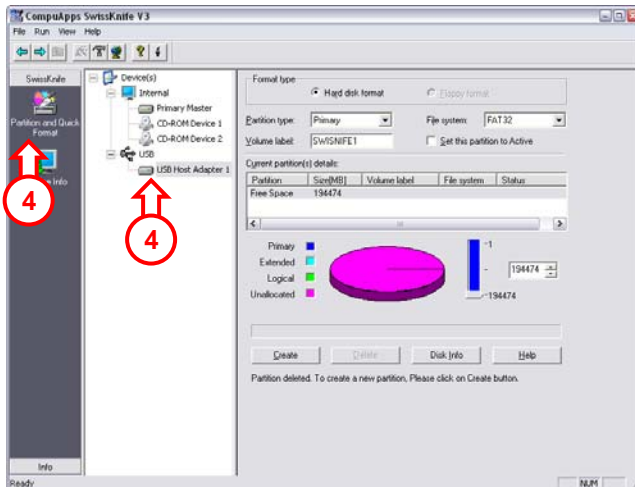 CompuApps SwissKnife V3
File Run View Help
SwissKnife
Partition and Quick
Format
Info
4
Device(s)
Internal
Primary Master
CD-ROM Device 1
CD-ROM Device 2
USB
USB Host Adapter 1
4
Format type
Hard disk format
Floppy format
Partition type: Primary
File system: FAT32
Volume label: SWISNIFE1
Set this partition to Active
Current partition(s) details:
Partition Size[MB] Volume label File system Status
Free Space 194474
Primary
Extended
Logical
Unallocated
-1
-
-194474
194474
Create Delete Disk Info Help
Partition deleted. To create a new partition, Please click on Create button.
Info
Ready
NUM